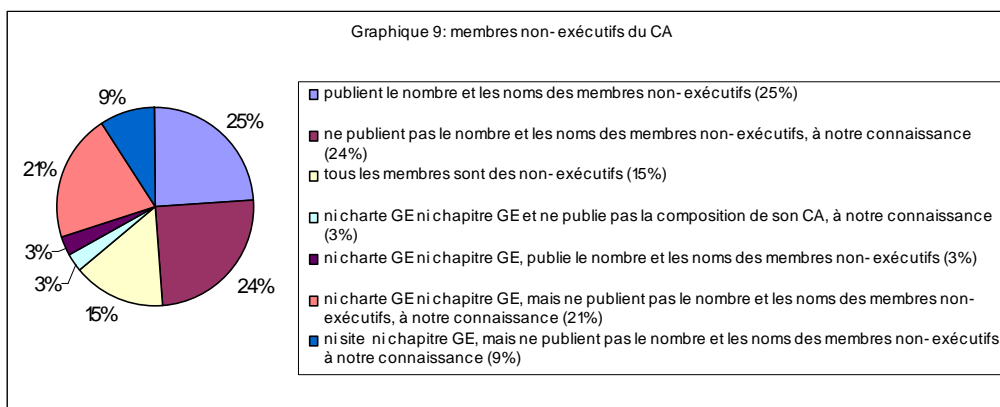 Graphique 9: membres non-exécutifs du CA
9%
25%
21%
3%
3%
15%
24%
publient le nombre et les noms des membres non-exécutifs (25%)
ne publient pas le nombre et les noms des membres non-exécutifs, à notre connaissance
(24%)
tous les membres sont des non-exécutifs (15%)
ni charte GE ni chapitre GE et ne publie pas la composition de son CA, à notre connaissance
(3%)
ni charte GE ni chapitre GE, publie le nombre et les noms des membres non-exécutifs (3%)
ni charte GE ni chapitre GE, mais ne publient pas le nombre et les noms des membres non-
exécutifs, à notre connaissance (21%)
ni site ni chapitre GE, mais ne publient pas le nombre et les noms des membres non-exécutifs
à notre connaissance (9%)